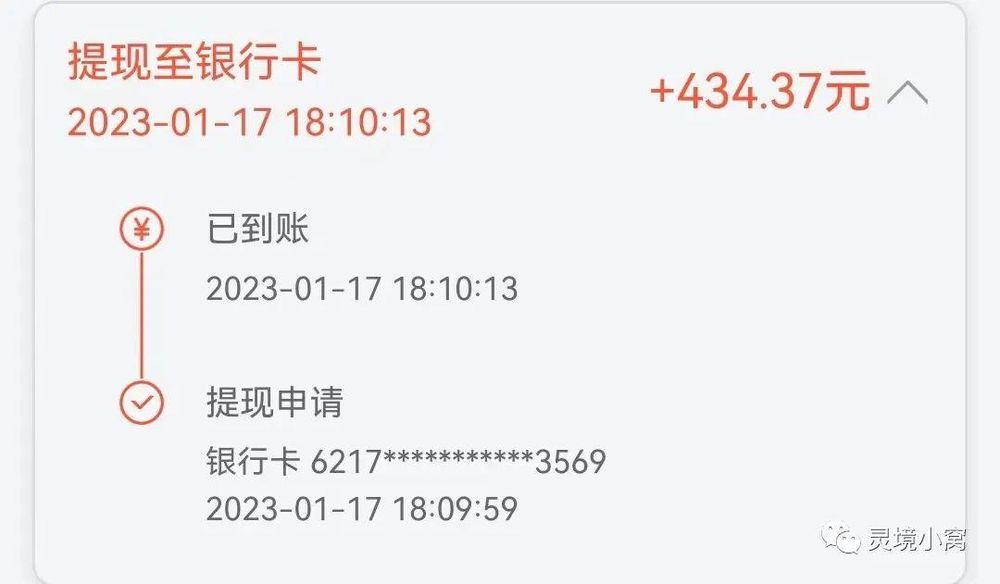 提现至银行卡
+434.37元
2023-01-17 18:10:13
¥
已到账
2023-01-17 18:10:13
提现申请
银行卡 6217***********3569
2023-01-17 18:09:59
灵境小窝